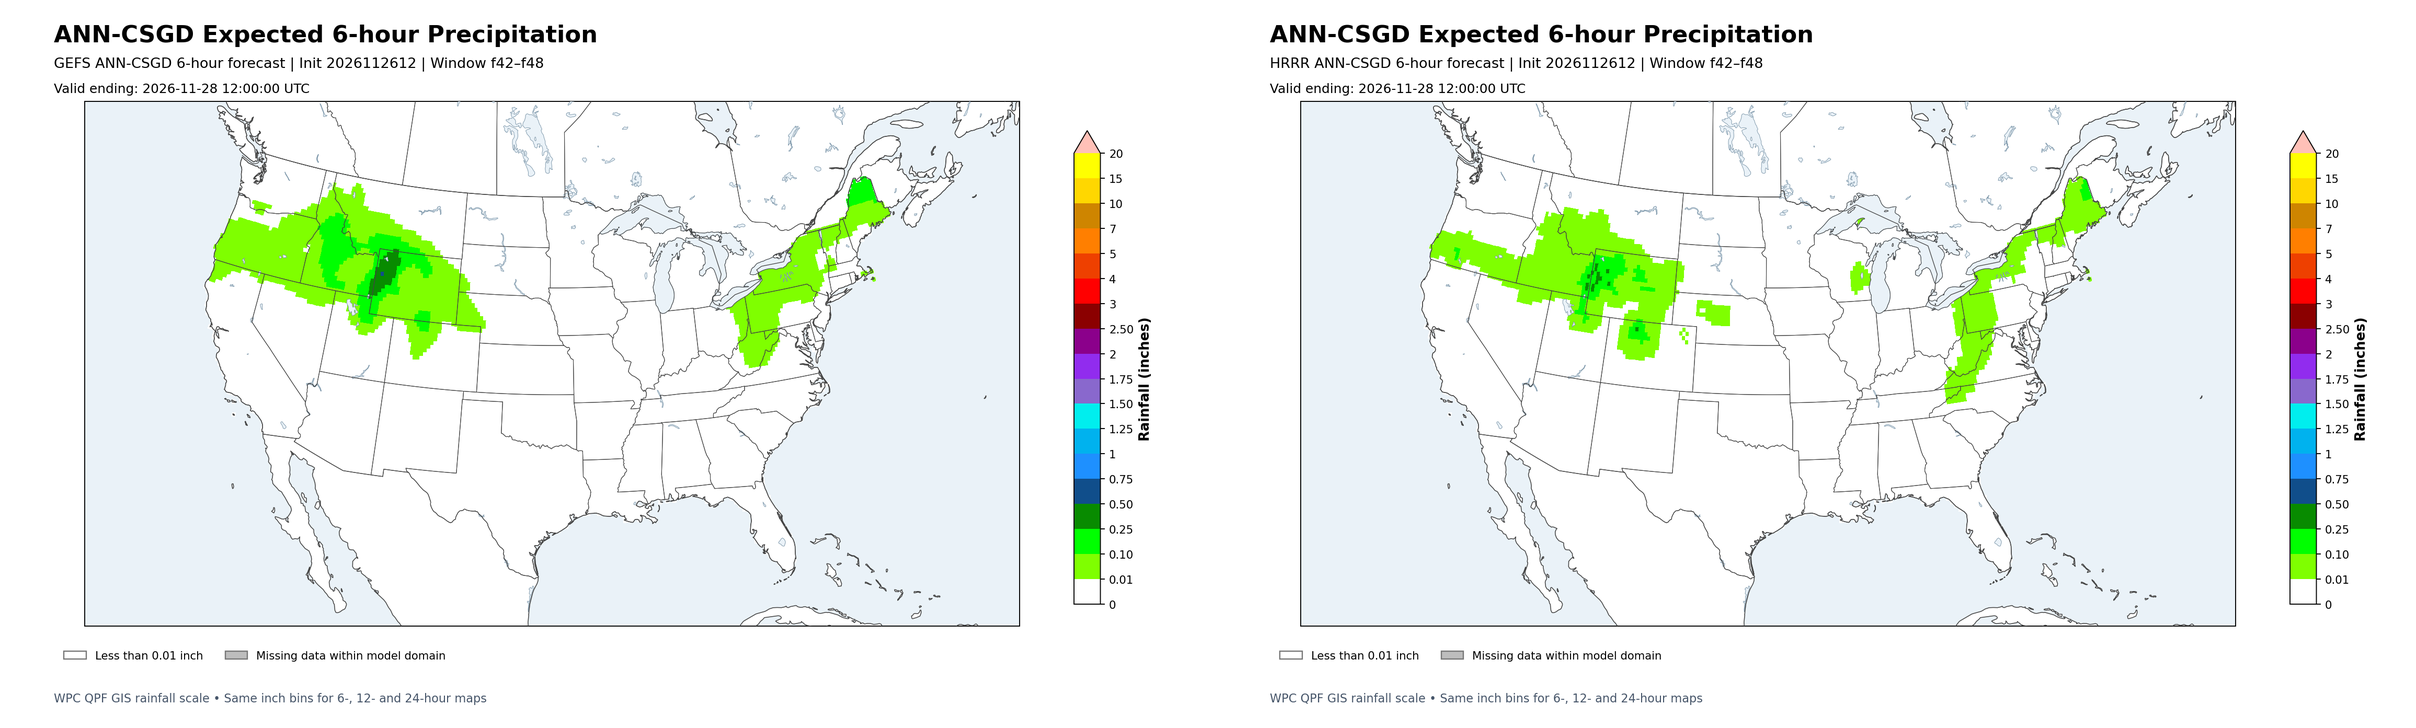 ANN-CSGD Expected 6-hour Precipitation
GEFS ANN-CSGD 6-hour forecast | Init 2026112612 | Window f42–f48
Valid ending: 2026-11-28 12:00:00 UTC
20
15
10
7
5
4
3
2.50
2
1.75
1.50
1.25
1
0.75
0.50
0.25
0.10
0.01
0
Rainfall (inches)
Less than 0.01 inch
Missing data within model domain
WPC QPF GIS rainfall scale • Same inch bins for 6-, 12- and 24-hour maps
ANN-CSGD Expected 6-hour Precipitation
HRRR ANN-CSGD 6-hour forecast | Init 2026112612 | Window f42–f48
Valid ending: 2026-11-28 12:00:00 UTC
20
15
10
7
5
4
3
2.50
2
1.75
1.50
1.25
1
0.75
0.50
0.25
0.10
0.01
0
Rainfall (inches)
Less than 0.01 inch
Missing data within model domain
WPC QPF GIS rainfall scale • Same inch bins for 6-, 12- and 24-hour maps